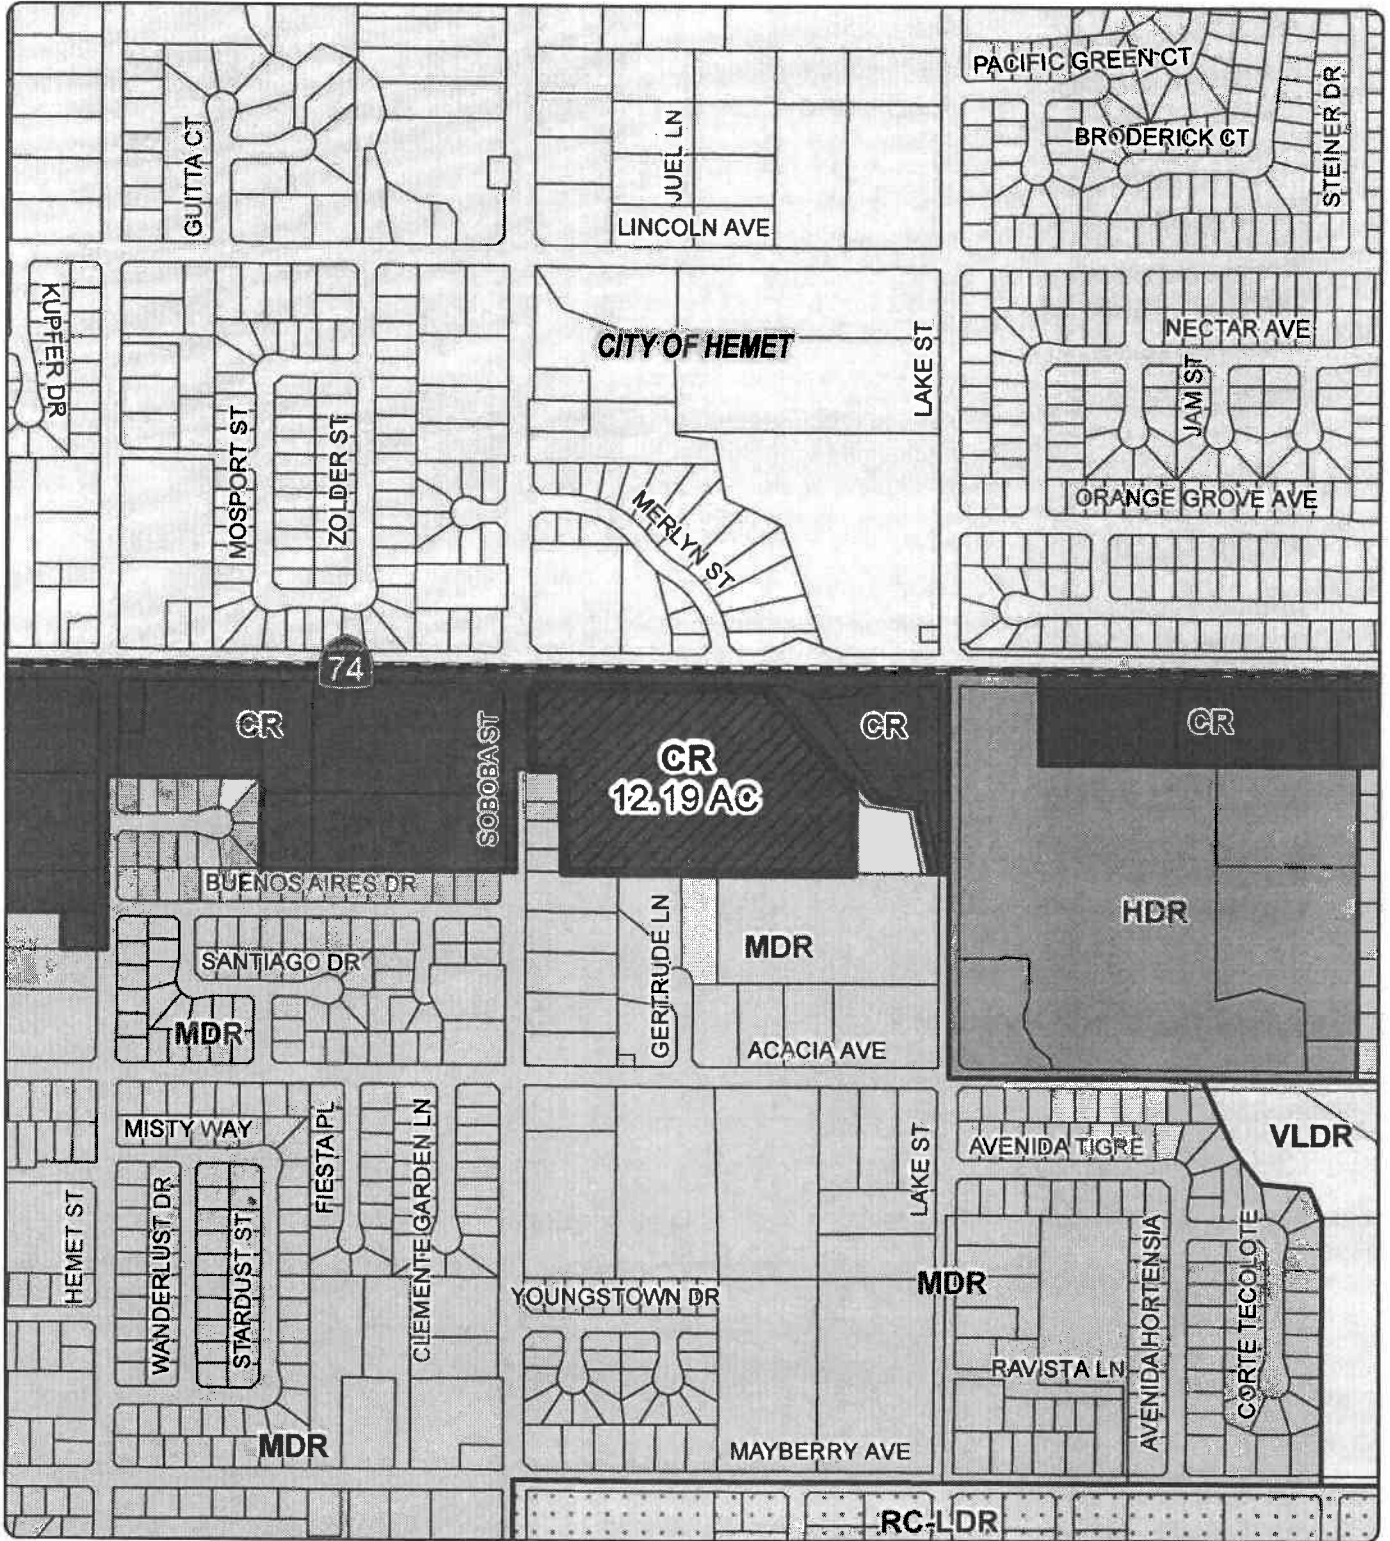 PACIFIC GREEN CT
STEINER DR
GUITTA CT
JUEL LN
BRODERICK CT
LINCOLN AVE
KUPFER DR
CITY OF HEMET
LAKE ST
NECTAR AVE
JAM ST
MOSPORT ST
ZOLDER ST
MERLYN ST
ORANGE GROVE AVE
74
CR
SOBOBA ST
CR
12.19 AC
CR
CR
BUENOS AIRES DR
HDR
SANTIAGO DR
GERTRUDE LN
MDR
MDR
ACACIA AVE
MISTY WAY
FIESTA PL
CLEMENTE GARDEN LN
LAKE ST
AVENIDA TIGRE
VLDR
HEMET ST
WANDERLUST DR
STARDUST ST
YOUNGSTOWN DR
MDR
AVENIDA HORTENSIA
CORTE TECOLOTE
RAVISTA LN
MDR
MAYBERRY AVE
RC-LDR